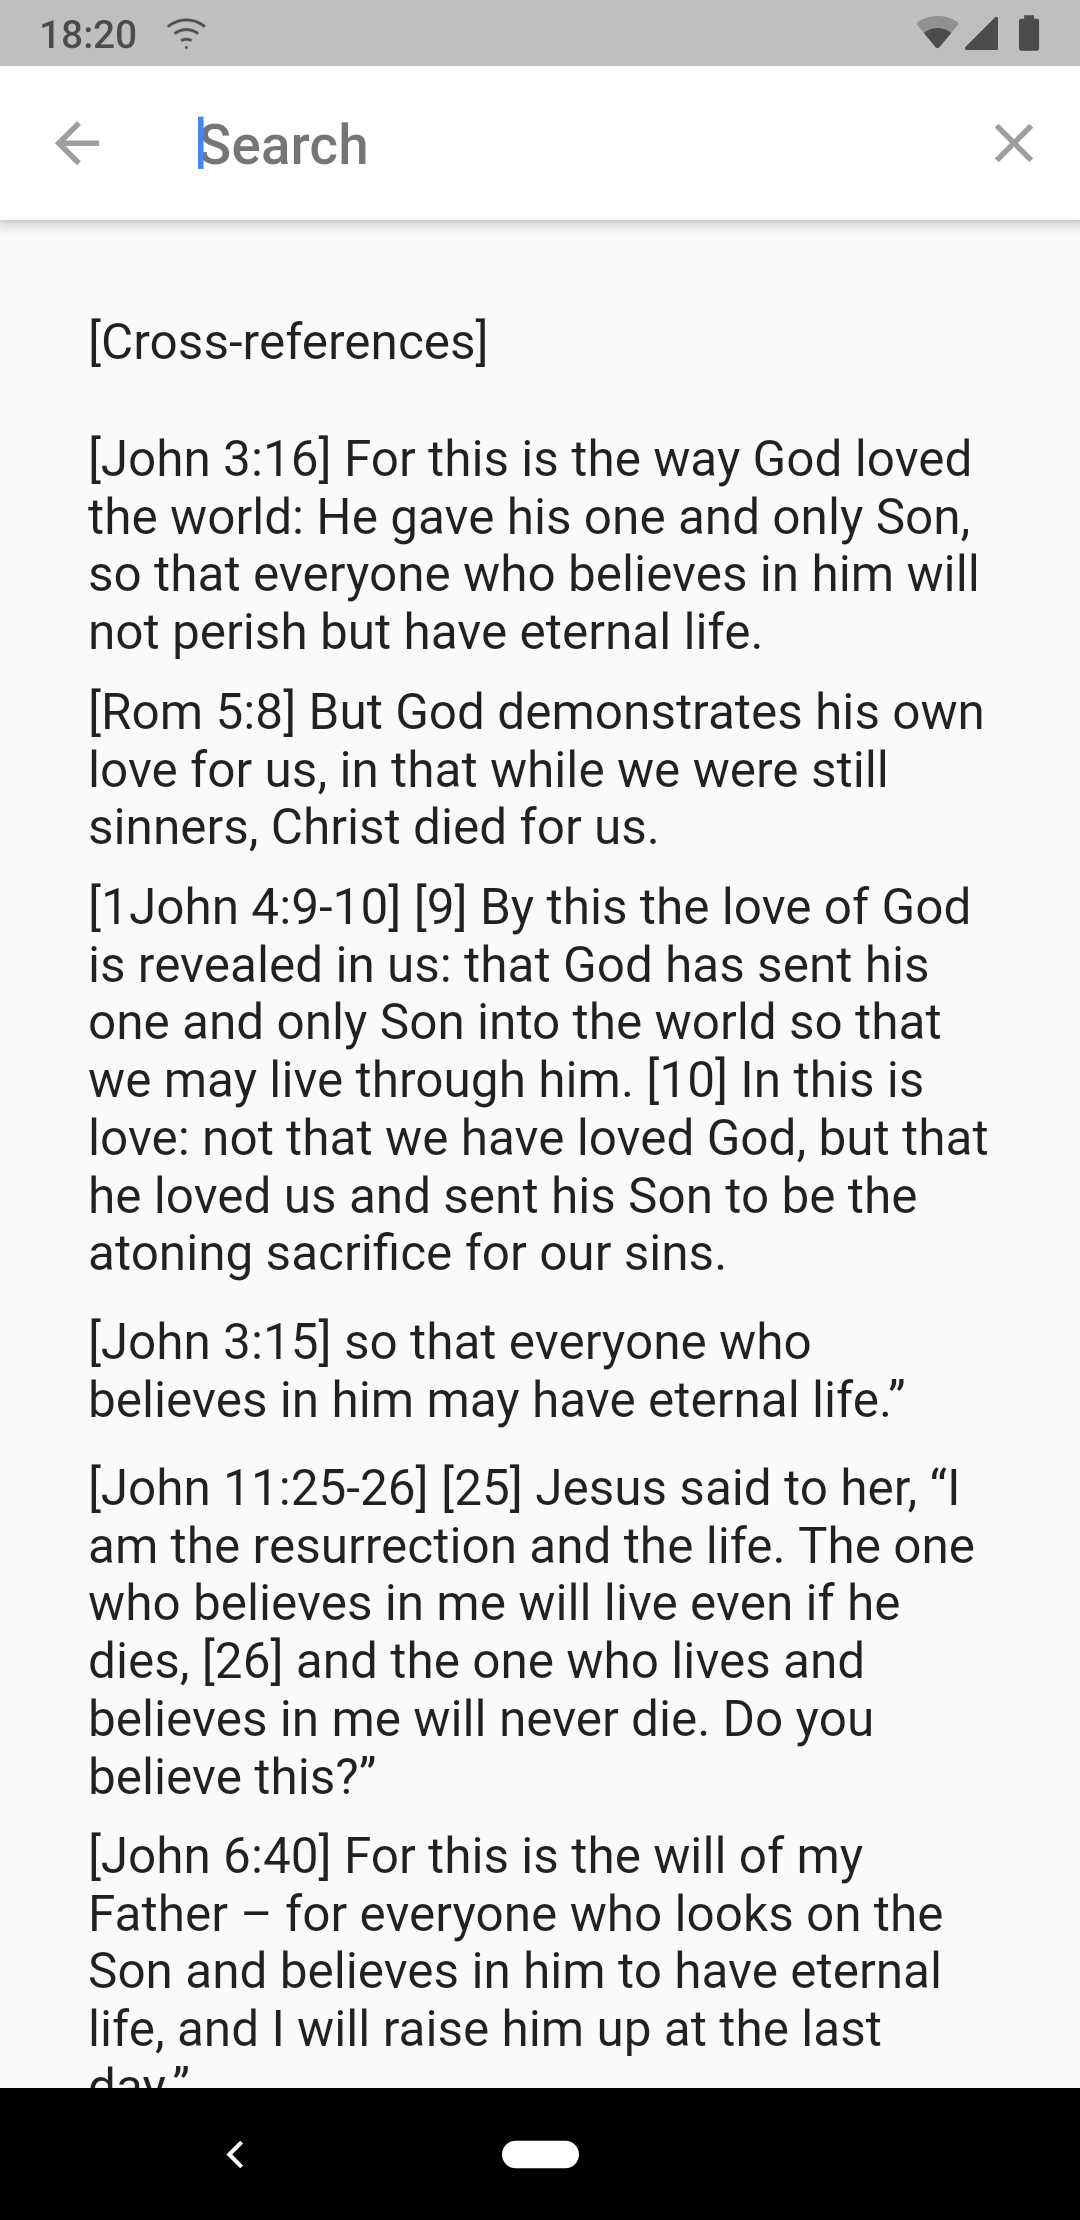 18:20
Search
[Cross-references]
[John 3:16] For this is the way God loved
the world: He gave his one and only Son,
so that everyone who believes in him will
not perish but have eternal life.
[Rom 5:8] But God demonstrates his own
love for us, in that while we were still
sinners, Christ died for us.
[1John 4:9-10] [9] By this the love of God
is revealed in us: that God has sent his
one and only Son into the world so that
we may live through him. [10] In this is
love: not that we have loved God, but that
he loved us and sent his Son to be the
atoning sacrifice for our sins.
[John 3:15] so that everyone who
believes in him may have eternal life.”
[John 11:25-26] [25] Jesus said to her, “I
am the resurrection and the life. The one
who believes in me will live even if he
dies, [26] and the one who lives and
believes in me will never die. Do you
believe this?”
[John 6:40] For this is the will of my
Father – for everyone who looks on the
Son and believes in him to have eternal
life, and I will raise him up at the last
day.”